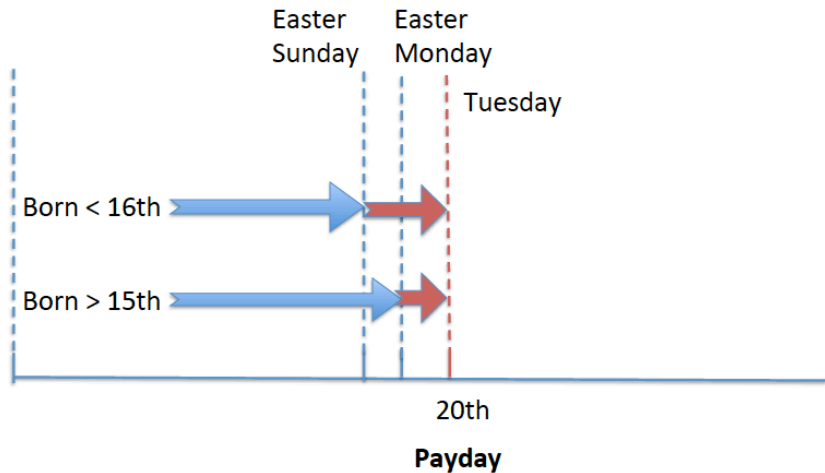 Easter
Sunday
Easter
Monday
Tuesday
Born < 16th
Born > 15th
20th
Payday